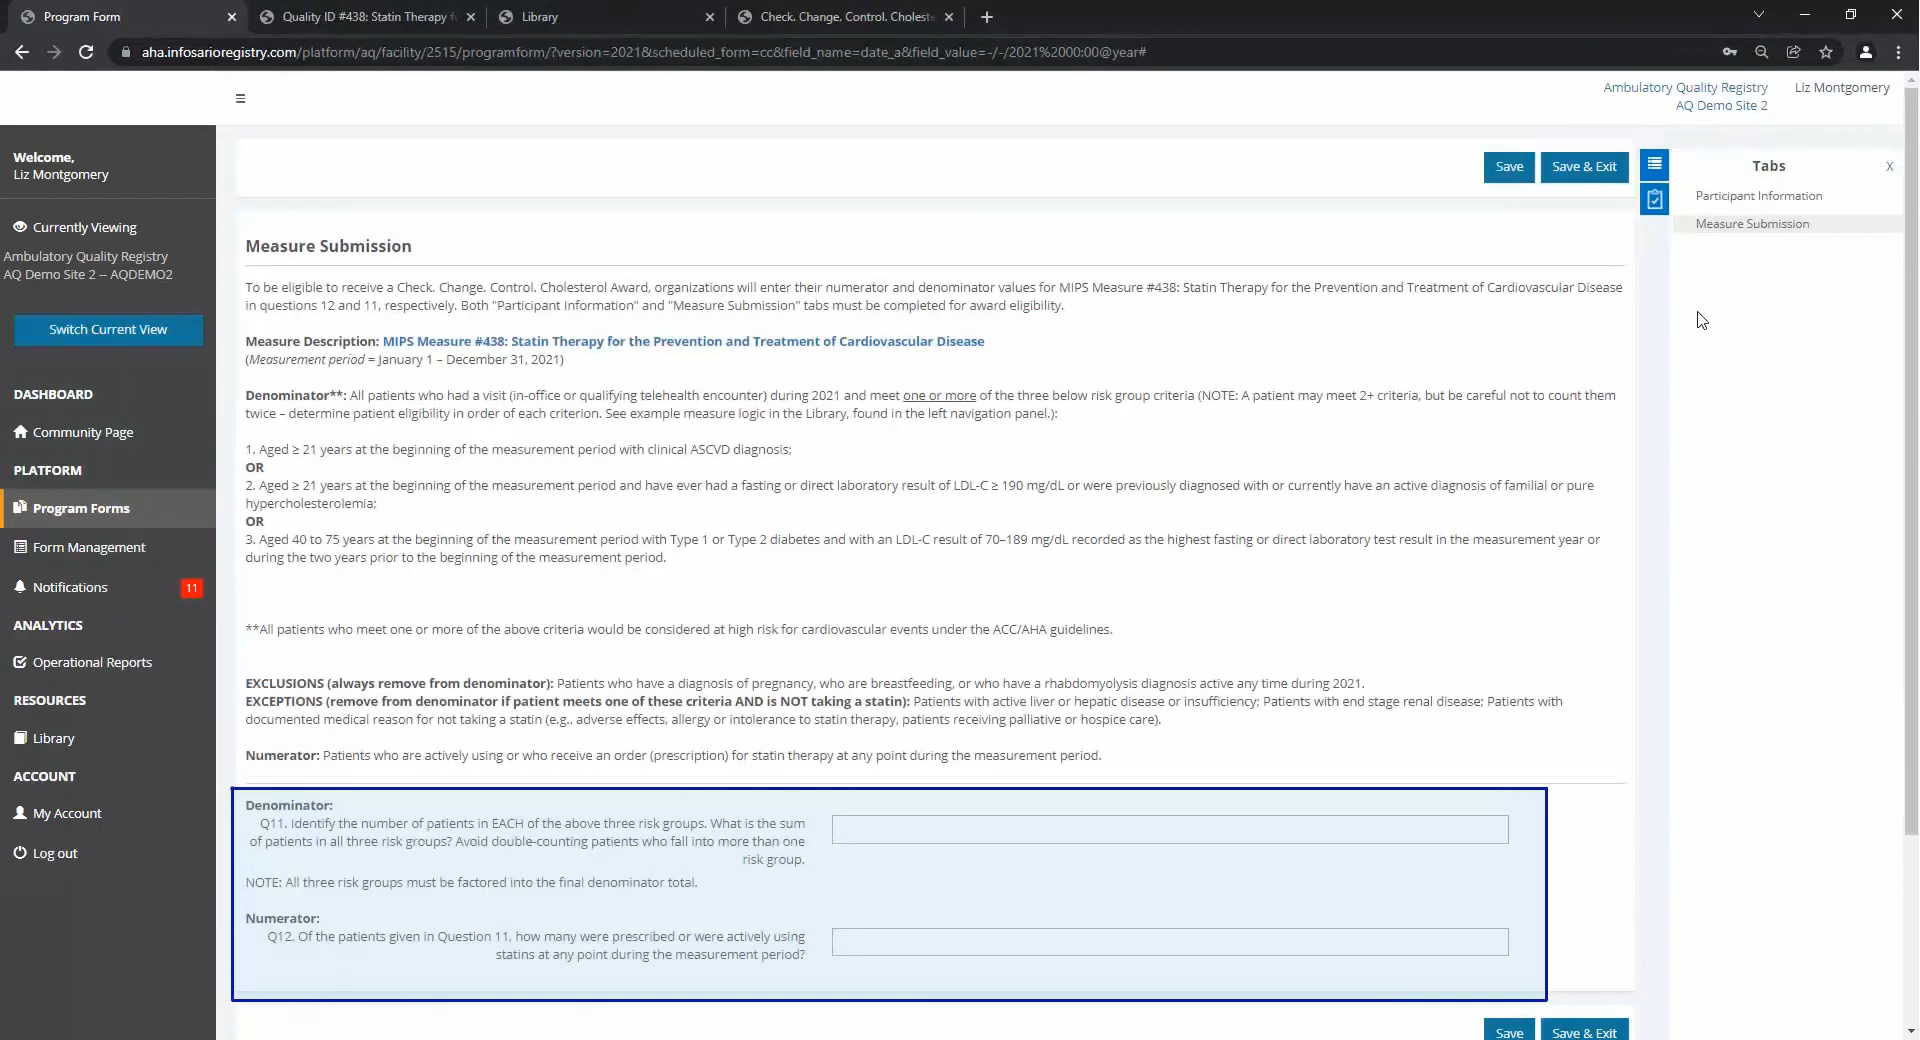 Program Form
Quality ID #438: Statin Therapy f
Library
Check. Change. Control. Cholest
aha.infosarioregistry.com/platform/aq/facility/2515/programform/?version=2021&scheduled_form=cc&field_name=date_a&field_value=-/-/2021%2000:00@year#
Ambulatory Quality Registry
AQ Demo Site 2
Liz Montgomery
Welcome,
Liz Montgomery
Currently Viewing
Ambulatory Quality Registry
AQ Demo Site 2 -- AQDEMO2
Switch Current View
DASHBOARD
Community Page
PLATFORM
Program Forms
Form Management
Notifications 11
ANALYTICS
Operational Reports
RESOURCES
Library
ACCOUNT
My Account
Log out
Save Save & Exit
Tabs X
Participant Information
Measure Submission
Measure Submission
To be eligible to receive a Check. Change. Control. Cholesterol Award, organizations will enter their numerator and denominator values for MIPS Measure #438: Statin Therapy for the Prevention and Treatment of Cardiovascular Disease
in questions 12 and 11, respectively. Both "Participant Information" and "Measure Submission" tabs must be completed for award eligibility.
Measure Description: MIPS Measure #438: Statin Therapy for the Prevention and Treatment of Cardiovascular Disease
(Measurement period = January 1 – December 31, 2021)
Denominator**: All patients who had a visit (in-office or qualifying telehealth encounter) during 2021 and meet one or more of the three below risk group criteria (NOTE: A patient may meet 2+ criteria, but be careful not to count them
twice – determine patient eligibility in order of each criterion. See example measure logic in the Library, found in the left navigation panel.):
1. Aged ≥ 21 years at the beginning of the measurement period with clinical ASCVD diagnosis;
OR
2. Aged ≥ 21 years at the beginning of the measurement period and have ever had a fasting or direct laboratory result of LDL-C ≥ 190 mg/dL or were previously diagnosed with or currently have an active diagnosis of familial or pure
hypercholesterolemia;
OR
3. Aged 40 to 75 years at the beginning of the measurement period with Type 1 or Type 2 diabetes and with an LDL-C result of 70–189 mg/dL recorded as the highest fasting or direct laboratory test result in the measurement year or
during the two years prior to the beginning of the measurement period.
**All patients who meet one or more of the above criteria would be considered at high risk for cardiovascular events under the ACC/AHA guidelines.
EXCLUSIONS (always remove from denominator): Patients who have a diagnosis of pregnancy, who are breastfeeding, or who have a rhabdomyolysis diagnosis active any time during 2021.
EXCEPTIONS (remove from denominator if patient meets one of these criteria AND is NOT taking a statin): Patients with active liver or hepatic disease or insufficiency; Patients with end stage renal disease; Patients with
documented medical reason for not taking a statin (e.g., adverse effects, allergy or intolerance to statin therapy, patients receiving palliative or hospice care).
Numerator: Patients who are actively using or who receive an order (prescription) for statin therapy at any point during the measurement period.
Denominator:
Q11. Identify the number of patients in EACH of the above three risk groups. What is the sum
of patients in all three risk groups? Avoid double-counting patients who fall into more than one
risk group.
NOTE: All three risk groups must be factored into the final denominator total.
Numerator:
Q12. Of the patients given in Question 11, how many were prescribed or were actively using
statins at any point during the measurement period?
Save Save & Exit